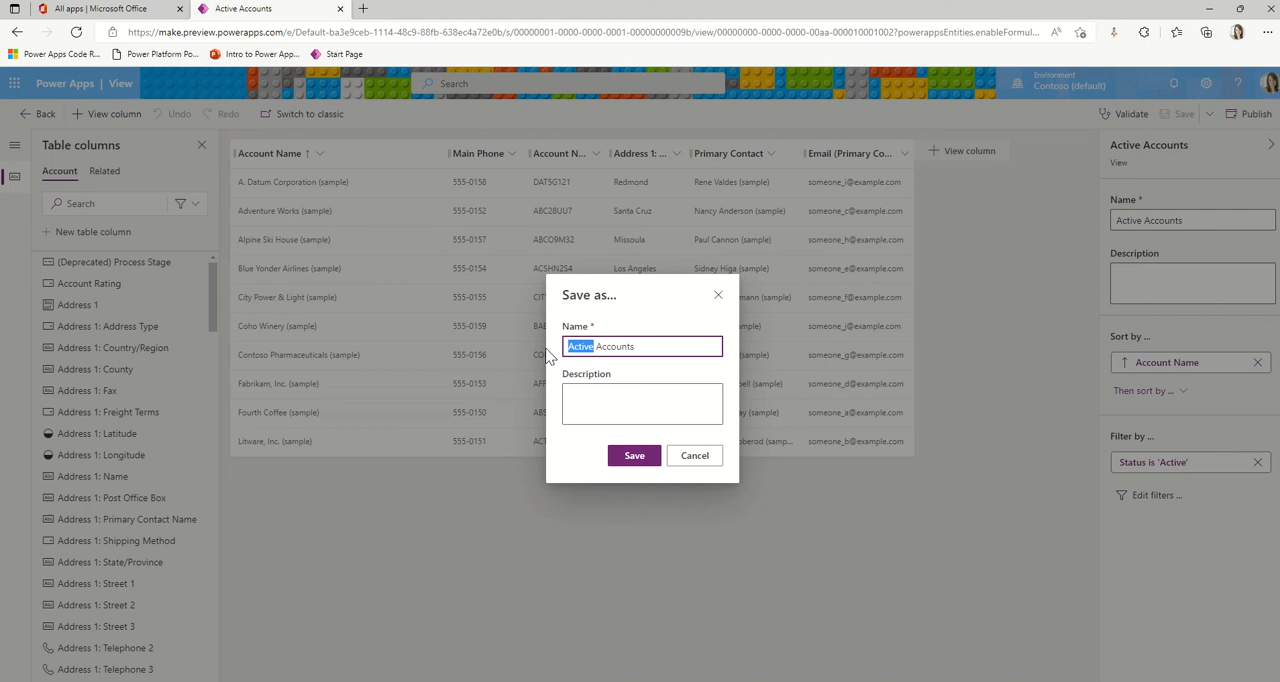 All apps | Microsoft Office
Active Accounts
https://make.preview.powerapps.com/e/Default-ba3e9ceb-1114-48c9-88fb-638ec4a72e0b/s/00000001-0000-0000-0001-00000000009b/view/00000000-0000-0000-00aa-000010001002?powerappsEntities.enableFormul...
Power Apps Code R...
Power Platform Po...
Intro to Power App...
Start Page
Power Apps | View
Search
Environment
Contoso (default)
Back
View column
Undo
Redo
Switch to classic
Validate
Save
Publish
Table columns
Account
Related
Search
New table column
(Deprecated) Process Stage
Account Rating
Address 1
Address 1: Address Type
Address 1: Country/Region
Address 1: County
Address 1: Fax
Address 1: Freight Terms
Address 1: Latitude
Address 1: Longitude
Address 1: Name
Address 1: Post Office Box
Address 1: Primary Contact Name
Address 1: Shipping Method
Address 1: State/Province
Address 1: Street 1
Address 1: Street 2
Address 1: Street 3
Address 1: Telephone 2
Address 1: Telephone 3
Account Name Main Phone Account N... Address 1: ... Primary Contact Email (Primary Co... View column
A. Datum Corporation (sample) 555-0158 DAT5G121 Redmond Rene Valdes (sample) someone_i@example.com
Adventure Works (sample) 555-0152 ABC28UU7 Santa Cruz Nancy Anderson (sample) someone_c@example.com
Alpine Ski House (sample) 555-0157 ABCO9M32 Missoula Paul Cannon (sample) someone_h@example.com
Blue Yonder Airlines (sample) 555-0154 ACSHN2S4 Los Angeles Sidney Higa (sample) someone_e@example.com
City Power & Light (sample) 555-0155 mann (sample) someone_f@example.com
Coho Winery (sample) 555-0159 mple) someone_j@example.com
Contoso Pharmaceuticals (sample) 555-0156 (sample) someone_g@example.com
Fabrikam, Inc. (sample) 555-0153 bell (sample) someone_d@example.com
Fourth Coffee (sample) 555-0150 ay (sample) someone_a@example.com
Litware, Inc. (sample) 555-0151 oberod (samp... someone_b@example.com
Save as...
Name *
Active Accounts
Description
Save
Cancel
Active Accounts
View
Name *
Active Accounts
Description
Sort by ...
Account Name
Then sort by ...
Filter by ...
Status is 'Active'
Edit filters ...